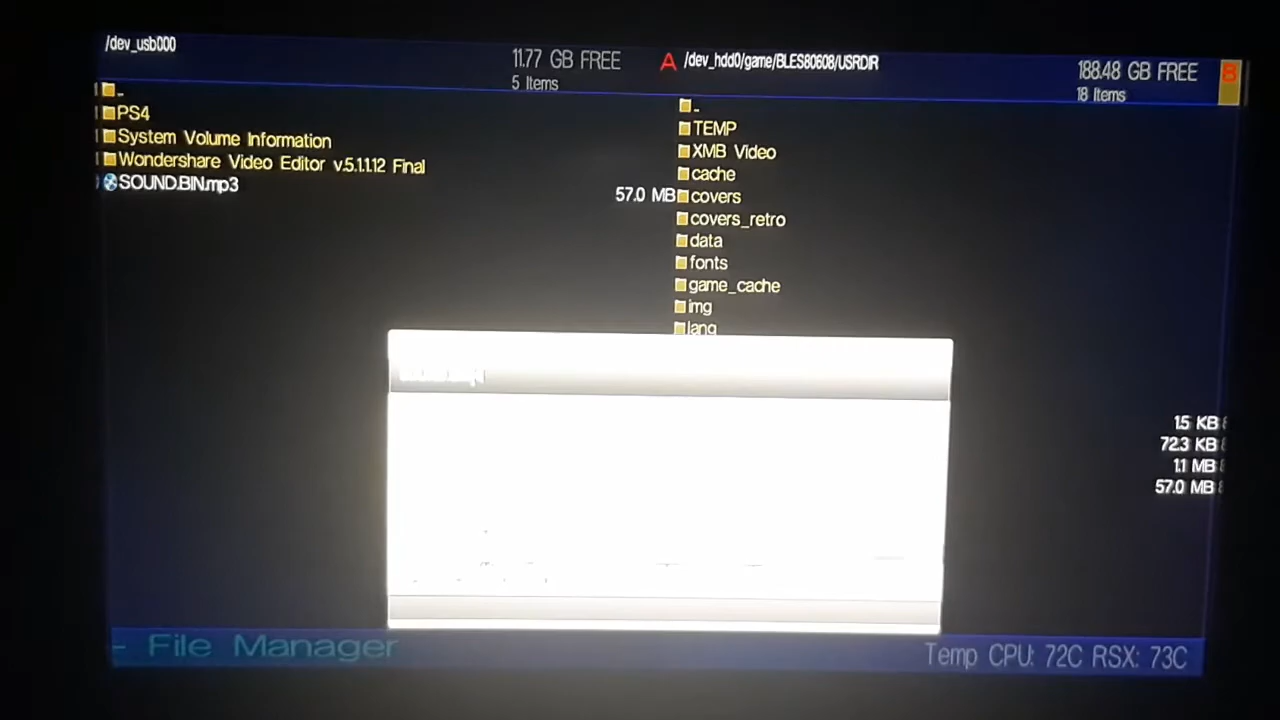 /dev_usb000
11.77 GB FREE
5 Items
..
PS4
System Volume Information
Wondershare Video Editor v.5.1.1.12 Final
SOUND.BIN.mp3
57.0 MB
A
/dev_hdd0/game/BLES80608/USRDIR
188.48 GB FREE
18 Items
B
..
TEMP
XMB Video
cache
covers
covers_retro
data
fonts
game_cache
img
lang
1.5 KB
72.3 KB
1.1 MB
57.0 MB
- File Manager
Temp CPU: 72C RSX: 73C